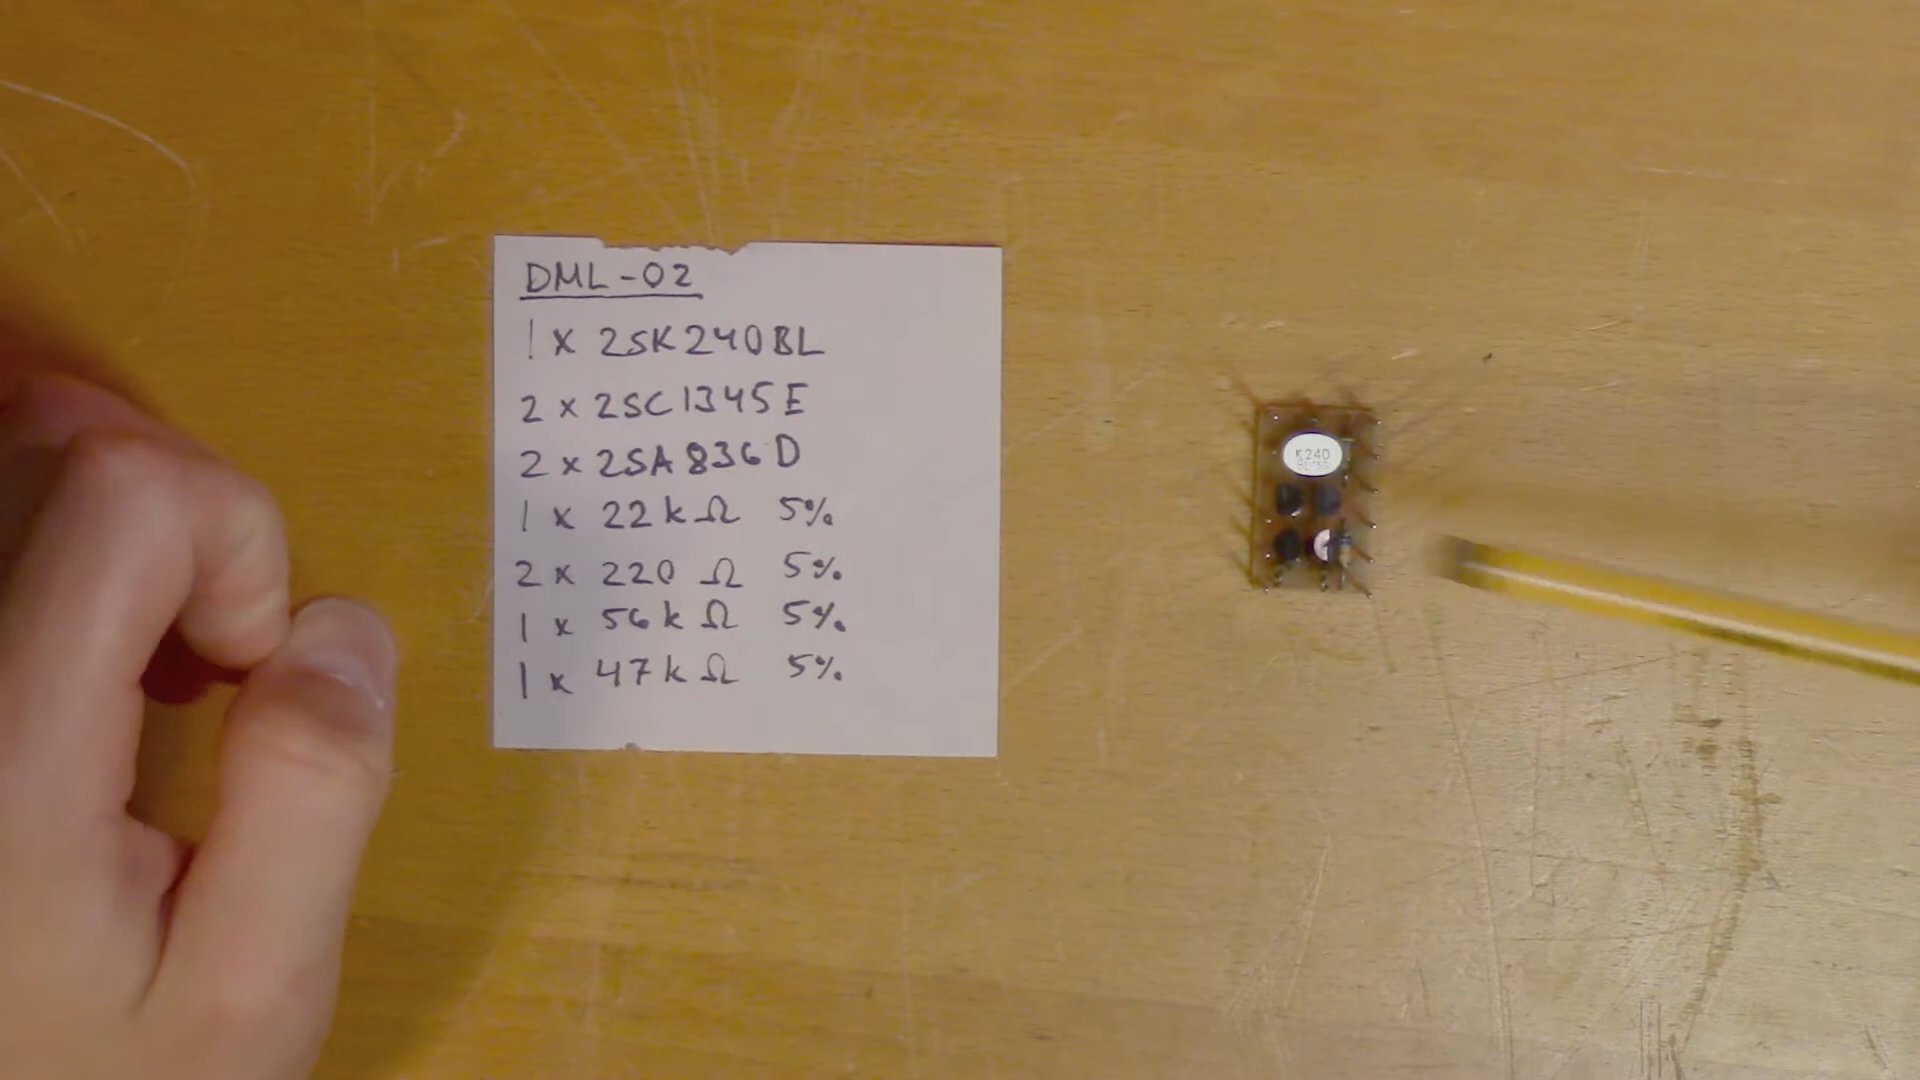 DML-02
1 x 2SK240BL
2 x 2SC1345E
2 x 2SA836D
1 x 22kΩ 5%
2 x 220 Ω 5%
1 x 56kΩ 5%
1 x 47kΩ 5%
K240